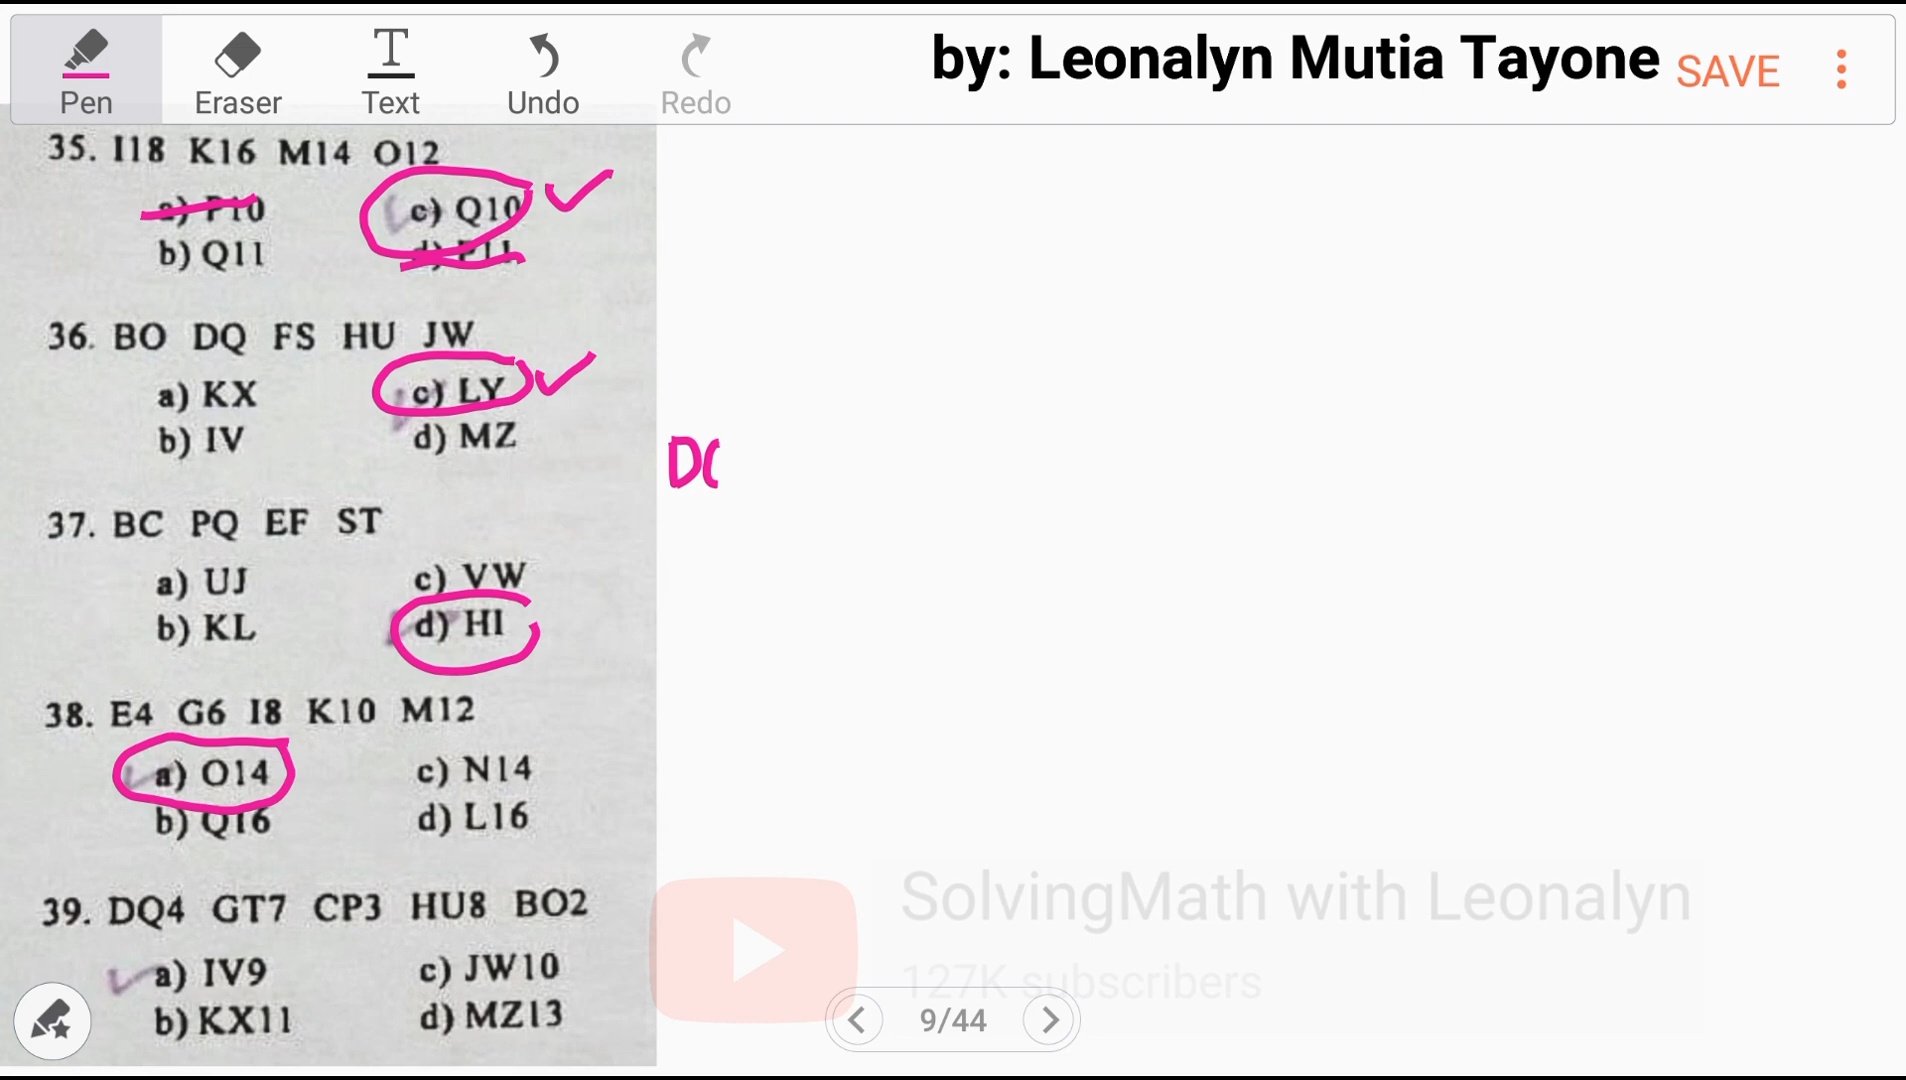 by: Leonalyn Mutia Tayone
SAVE
Pen Eraser Text Undo Redo
35. I18 K16 M14 O12
a) P10 c) Q10
b) Q11 d) P11
36. BO DQ FS HU JW
a) KX c) LY
b) IV d) MZ
D
37. BC PQ EF ST
a) UJ c) VW
b) KL d) HI
38. E4 G6 I8 K10 M12
a) O14 c) N14
b) Q16 d) L16
39. DQ4 GT7 CP3 HU8 BO2
a) IV9 c) JW10
b) KX11 d) MZ13
SolvingMath with Leonalyn
127K subscribers
9/44